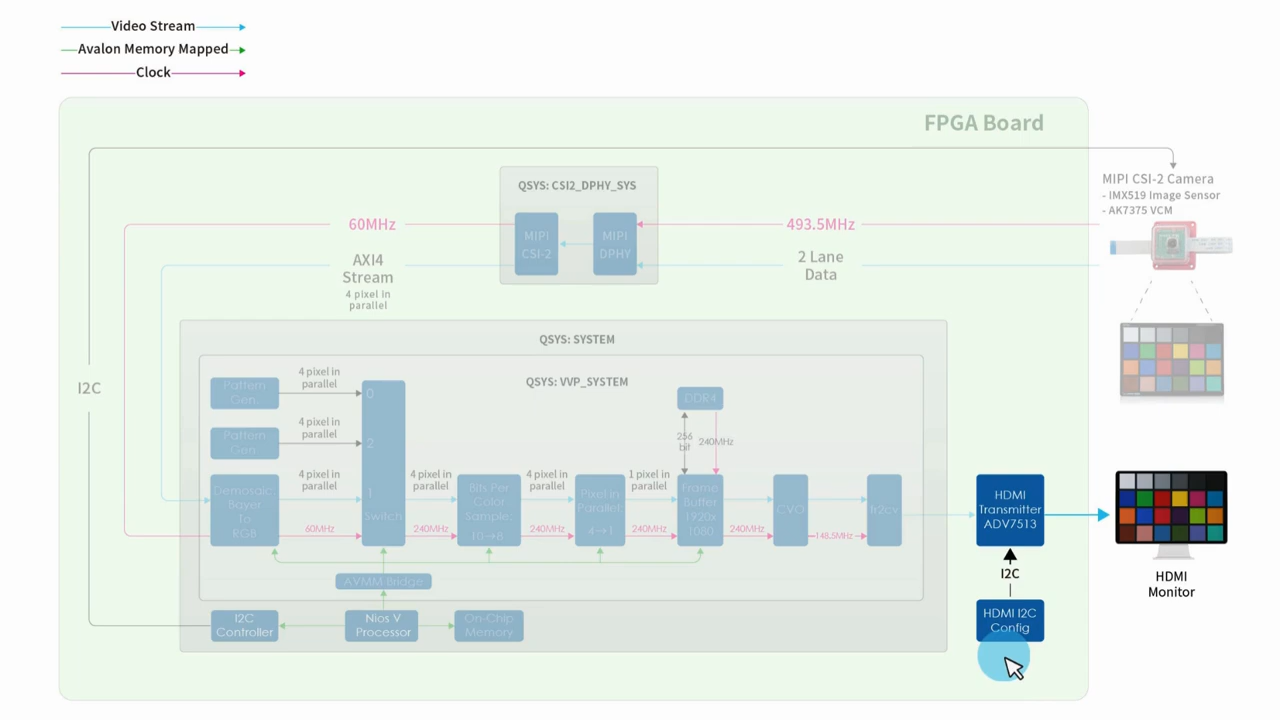 Video Stream
Avalon Memory Mapped
Clock
FPGA Board
QSYS: CSI2_DPHY_SYS
MIPI CSI-2 Camera
- IMX519 Image Sensor
- AK7375 VCM
60MHz
493.5MHz
MIPI
CSI-2
MIPI
DPHY
AXI4
Stream
4 pixel in
parallel
2 Lane
Data
QSYS: SYSTEM
QSYS: VVP_SYSTEM
I2C
Pattern
Gen
4 pixel in
parallel
0
DDR4
Pattern
Gen
4 pixel in
parallel
2
256
bit
240MHz
Demosaic
Bayer
To
RGB
4 pixel in
parallel
60MHz
1
Switch
4 pixel in
parallel
240MHz
Bits Per
Color
Sample:
10→8
4 pixel in
parallel
240MHz
Pixel in
Parallel:
4→1
1 pixel in
parallel
240MHz
Frame
Buffer
1920x
1080
240MHz
CVO
148.5MHz
fr2cv
HDMI
Transmitter
ADV7513
HDMI
Monitor
I2C
HDMI I2C
Config
AVMM Bridge
I2C
Controller
Nios V
Processor
On-Chip
Memory